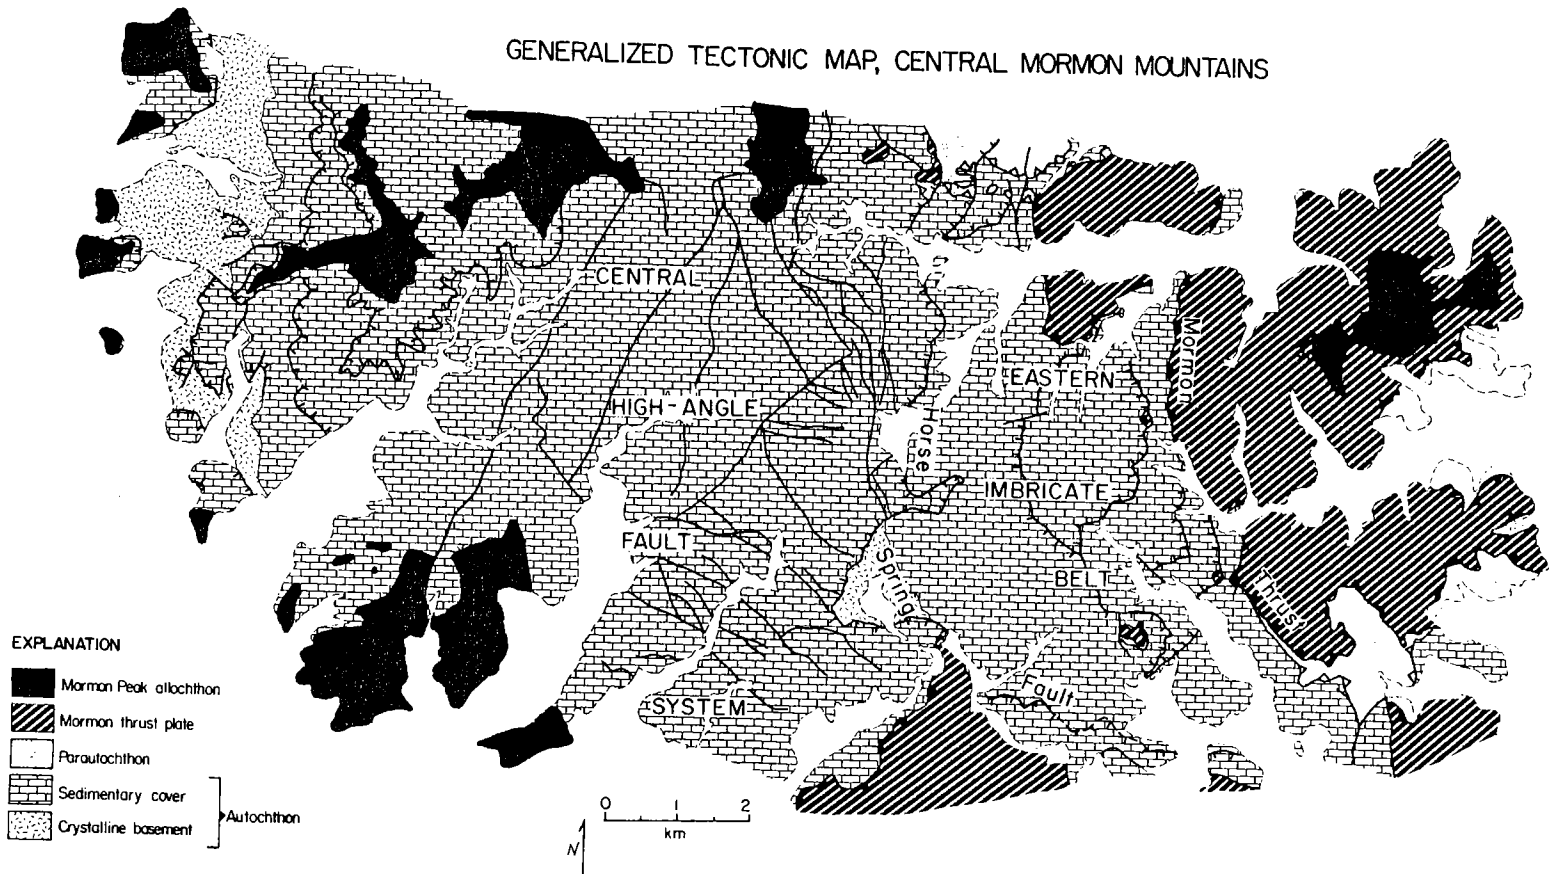 GENERALIZED TECTONIC MAP, CENTRAL MORMON MOUNTAINS
CENTRAL
HIGH-ANGLE
FAULT
SYSTEM
EASTERN
IMBRICATE
BELT
Horse
Springs
Fault
Mormon
Thrust
EXPLANATION
Mormon Peak allochthon
Mormon thrust plate
Parautochthon
Sedimentary cover
Crystalline basement
Autochthon
0 1 2
km
N